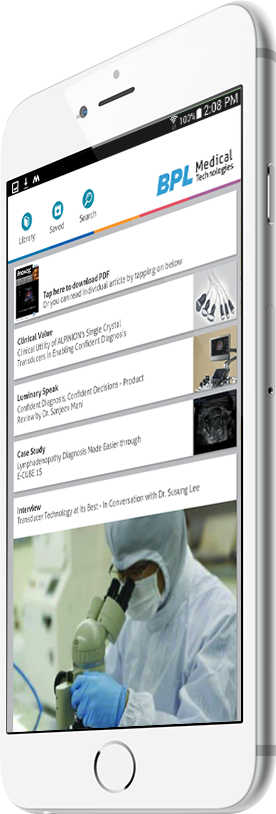 100% 2:08 PM
Library
Saved
Search
BPL Medical
Technologies
Tap here to download PDF
Or you can read individual article by tapping on below
Clinical Value
Clinical Utility of ALPINION's Single Crystal
Transducers in Enabling Confident Diagnosis
Luminary Speak
Confident Diagnosis, Confident Decisions - Product
Review by Dr. Sanjeev Mani
Case Study
Lymphadenopathy Diagnosis Made Easier through
E-CUBE 15
Interview
Transducer Technology at Its Best - In Conversation with Dr. Susung Lee